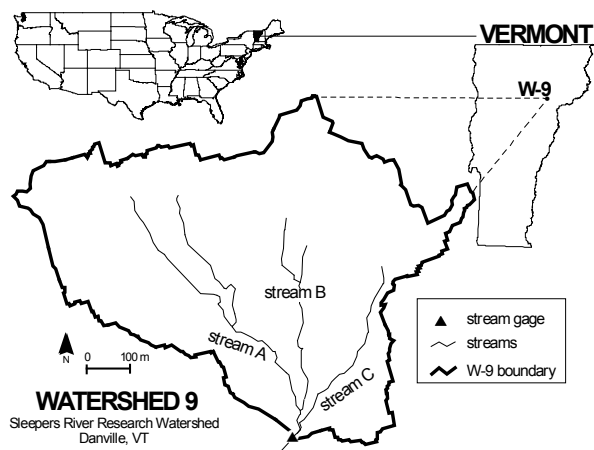 VERMONT
W-9
stream B
stream A
stream C
N
0 100 m
stream gage
streams
W-9 boundary
WATERSHED 9
Sleepers River Research Watershed
Danville, VT